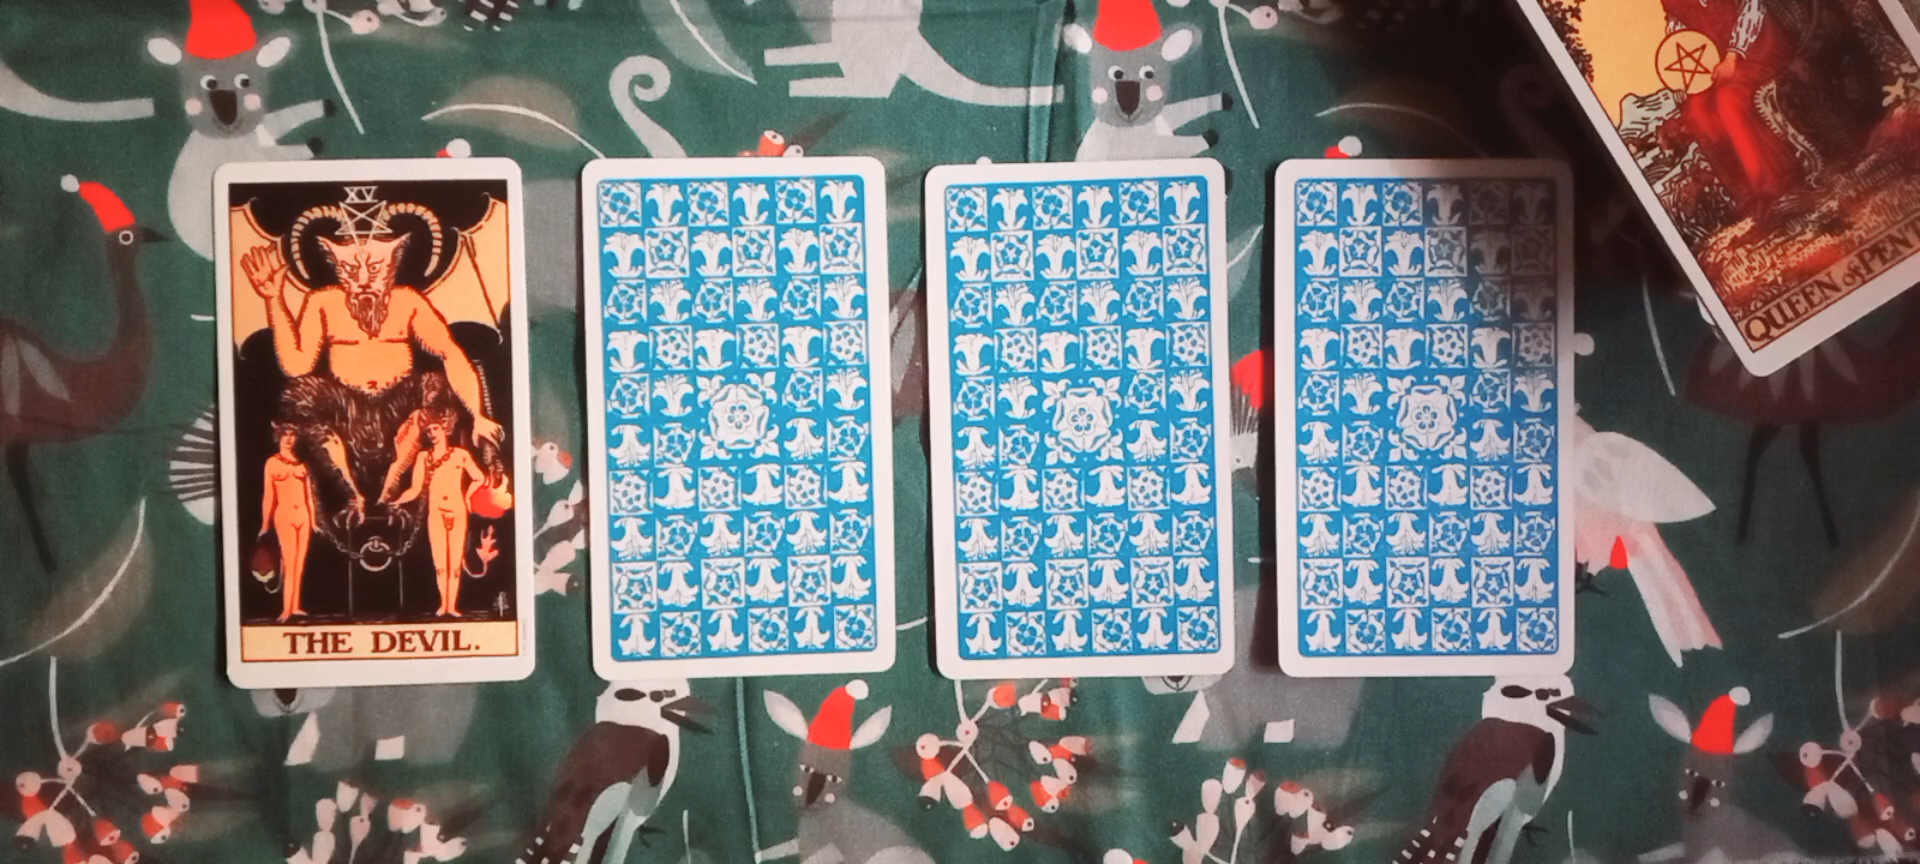 XV
THE DEVIL.
QUEEN OF PENT